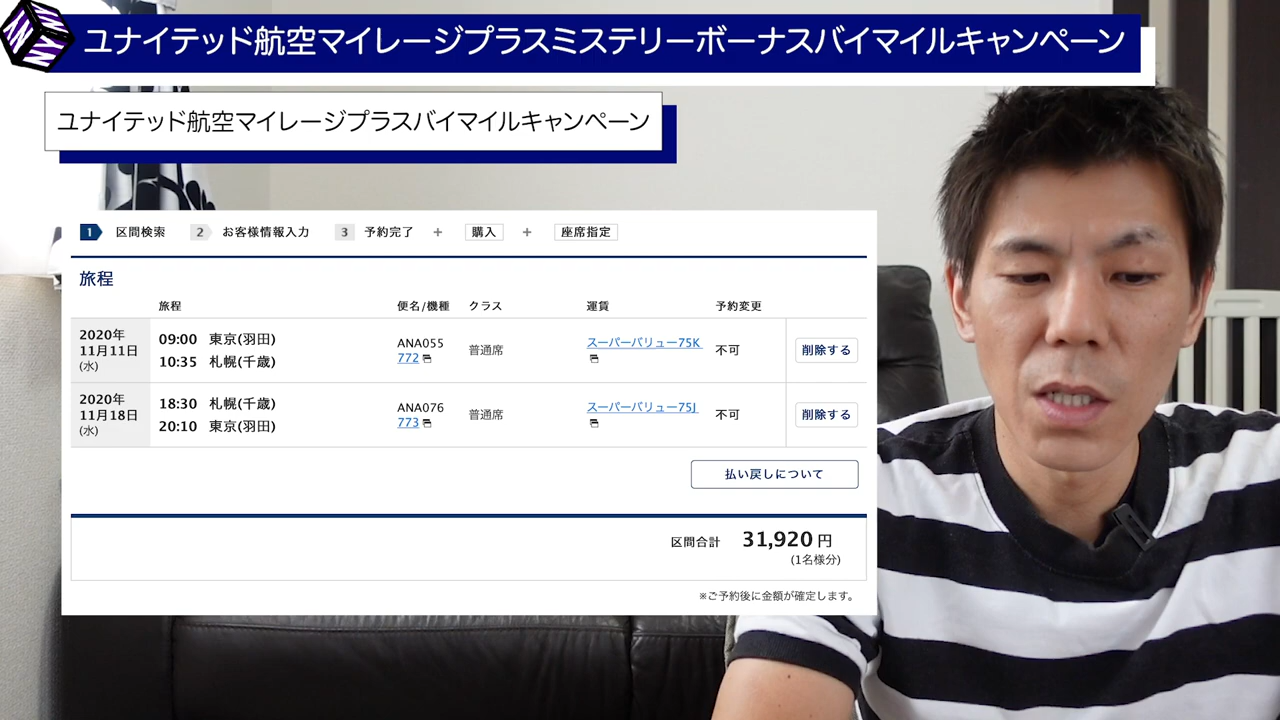 ユナイテッド航空マイレージプラスミステリーボーナスバイマイルキャンペーン
ユナイテッド航空マイレージプラスバイマイルキャンペーン
1 区間検索 2 お客様情報入力 3 予約完了 + 購入 + 座席指定
旅程
旅程 便名/機種 クラス 運賃 予約変更
2020年
11月11日
(水)
09:00 東京(羽田)
10:35 札幌(千歳)
ANA055
772
普通席
スーパーバリュー75K
不可
削除する
2020年
11月18日
(水)
18:30 札幌(千歳)
20:10 東京(羽田)
ANA076
773
普通席
スーパーバリュー75J
不可
削除する
払い戻しについて
区間合計 31,920 円
(1名様分)
※ご予約後に金額が確定します。